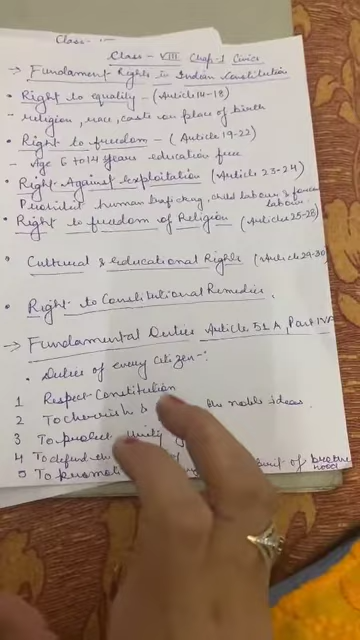 Class-
Class - VIII Chap-1 Civics
→ Fundament Rights in Indian Constitution
• Right to equality - (Article 14-18)
- religion, race, caste or place of birth
• Right to freedom - (Article 19-22)
- Age 6 to 14 years education free
• Right Against exploitation (Article 23-24)
Prohibit human trafficking, child labour & forced labour.
• Right to freedom of Religion (Article 25-28)
• Cultural & educational Rights (Article 29-30)
• Right to Constitutional Remedies.
→ Fundamental Duties Article 51 A, Part IVA
• Duties of every citizen -:
1 Respect Constitution
2 To cherish & the noble ideas.
3 To protect Unity
4 To defend of
5 To promot of brotherhood